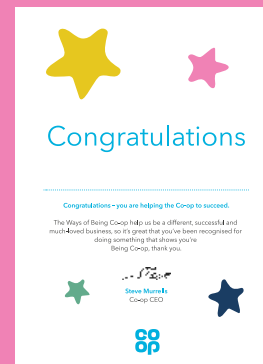 Congratulations
Congratulations – you are helping the Co-op to succeed.
The Ways of Being Co-op help us be a different, successful and
much-loved business, so it's great that you've been recognised for
doing something that shows you're
Being Co-op, thank you.
Steve Murrells
Co-op CEO
CO
OP